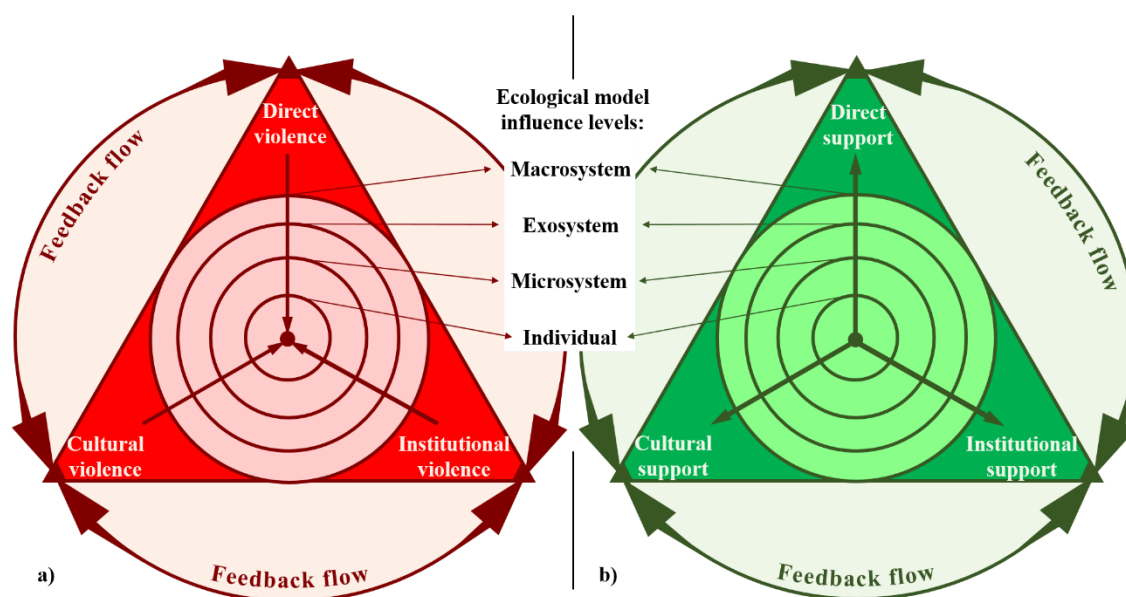 Direct
violence
Feedback flow
Cultural
violence
Institutional
violence
Feedback flow
a)
Ecological model
influence levels:
Macrosystem
Exosystem
Microsystem
Individual
Direct
support
Feedback flow
Cultural
support
Institutional
support
Feedback flow
b)